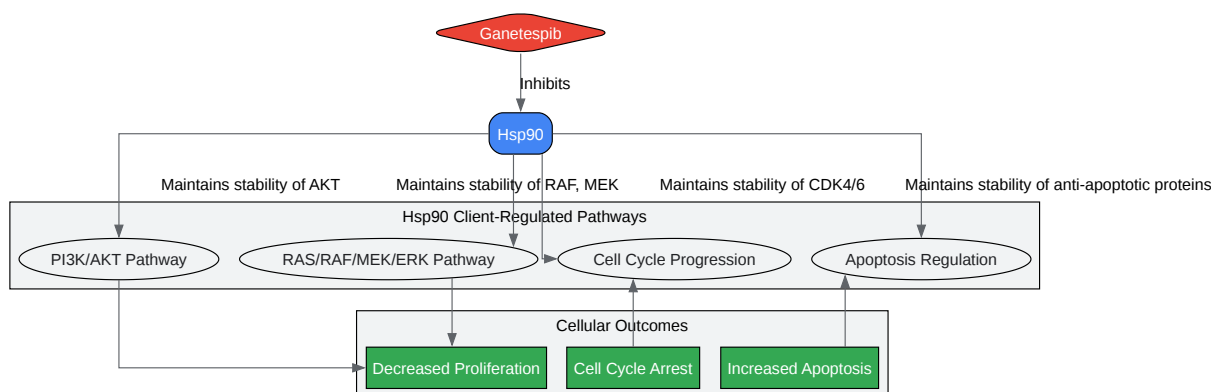 Ganetespib
Inhibits
Hsp90
Maintains stability of AKT
Maintains stability of RAF, MEK
Maintains stability of CDK4/6
Maintains stability of anti-apoptotic proteins
Hsp90 Client-Regulated Pathways
PI3K/AKT Pathway
RAS/RAF/MEK/ERK Pathway
Cell Cycle Progression
Apoptosis Regulation
Cellular Outcomes
Decreased Proliferation
Cell Cycle Arrest
Increased Apoptosis